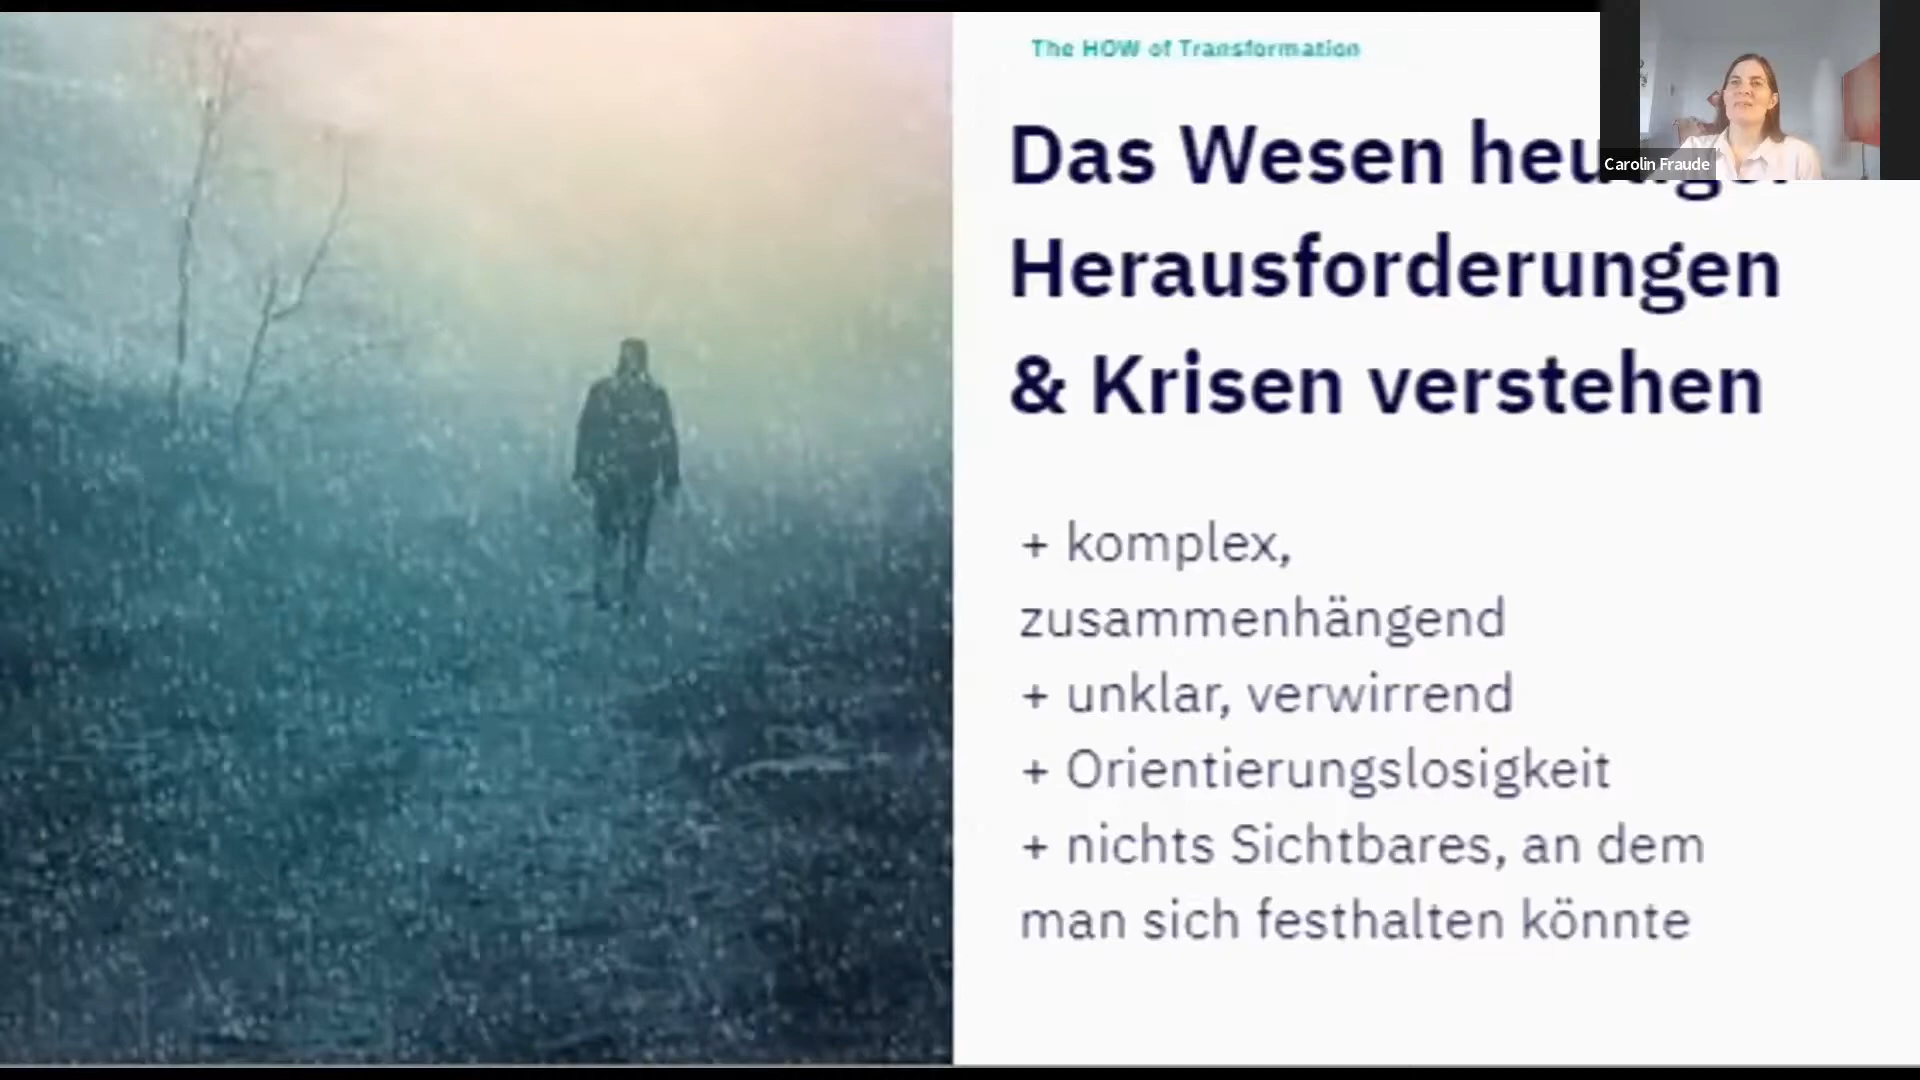 The HOW of Transformation
Das Wesen heutiger
Carolin Fraude
Herausforderungen
& Krisen verstehen
+ komplex,
zusammenhängend
+ unklar, verwirrend
+ Orientierungslosigkeit
+ nichts Sichtbares, an dem
man sich festhalten könnte